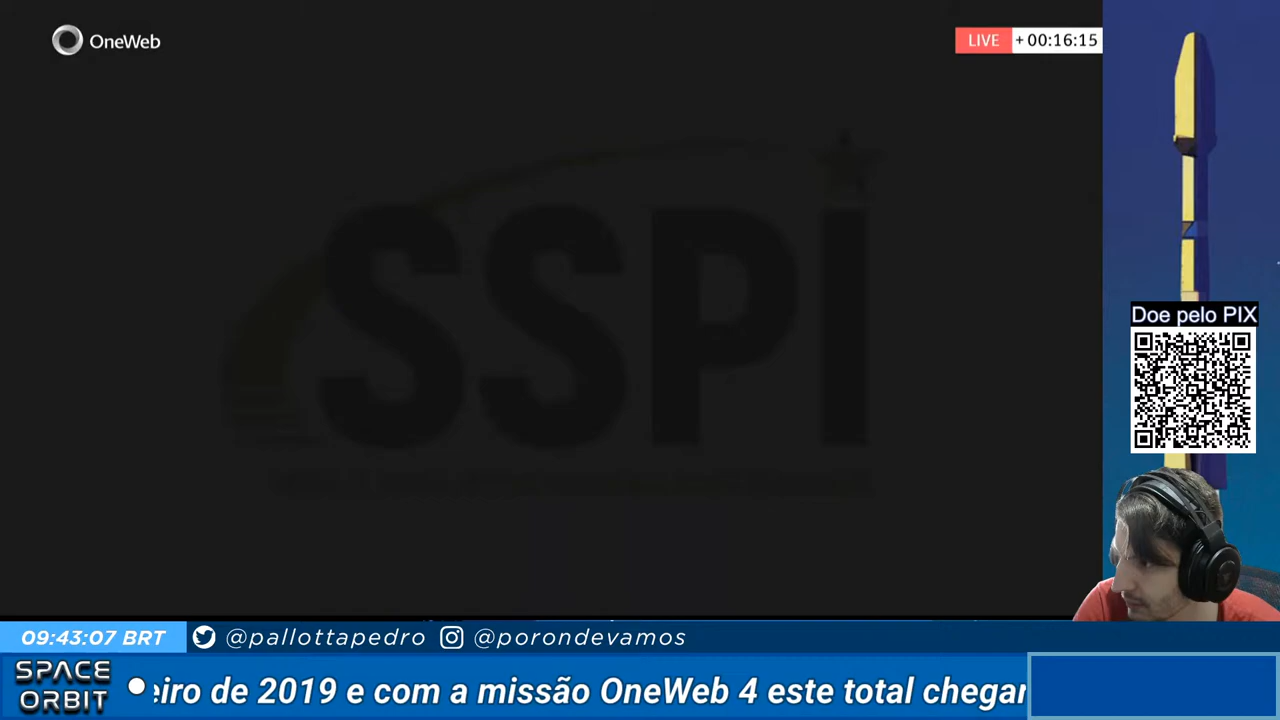 OneWeb
LIVE +00:16:15
SSPI
Doe pelo PIX
09:43:07 BRT @pallottapedro @porondevamos
SPACE ORBIT
eiro de 2019 e com a missão OneWeb 4 este total chegar